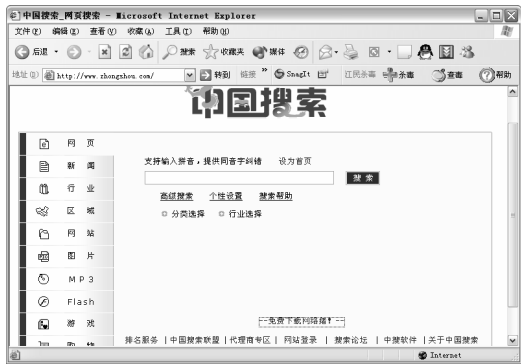 中国搜索_网页搜索 - Microsoft Internet Explorer
文件(F) 编辑(E) 查看(V) 收藏(A) 工具(T) 帮助(H)
后退 搜索 收藏夹 媒体
地址(D) http://www.zhongsou.com/ 转到 链接 » SnagIt 江民杀毒 杀毒 查毒 帮助
中国搜索
网 页
新 闻
行 业
区 域
网 站
图 片
M P 3
Flash
游 戏
支持输入拼音，提供同音字纠错 设为首页
搜 索
高级搜索 个性设置 搜索帮助
分类选择 行业选择
--免费下载网络猪!--
排名服务 | 中国搜索联盟 | 代理商专区 | 网站登录 | 搜索论坛 | 中搜软件 | 关于中国搜索
Internet